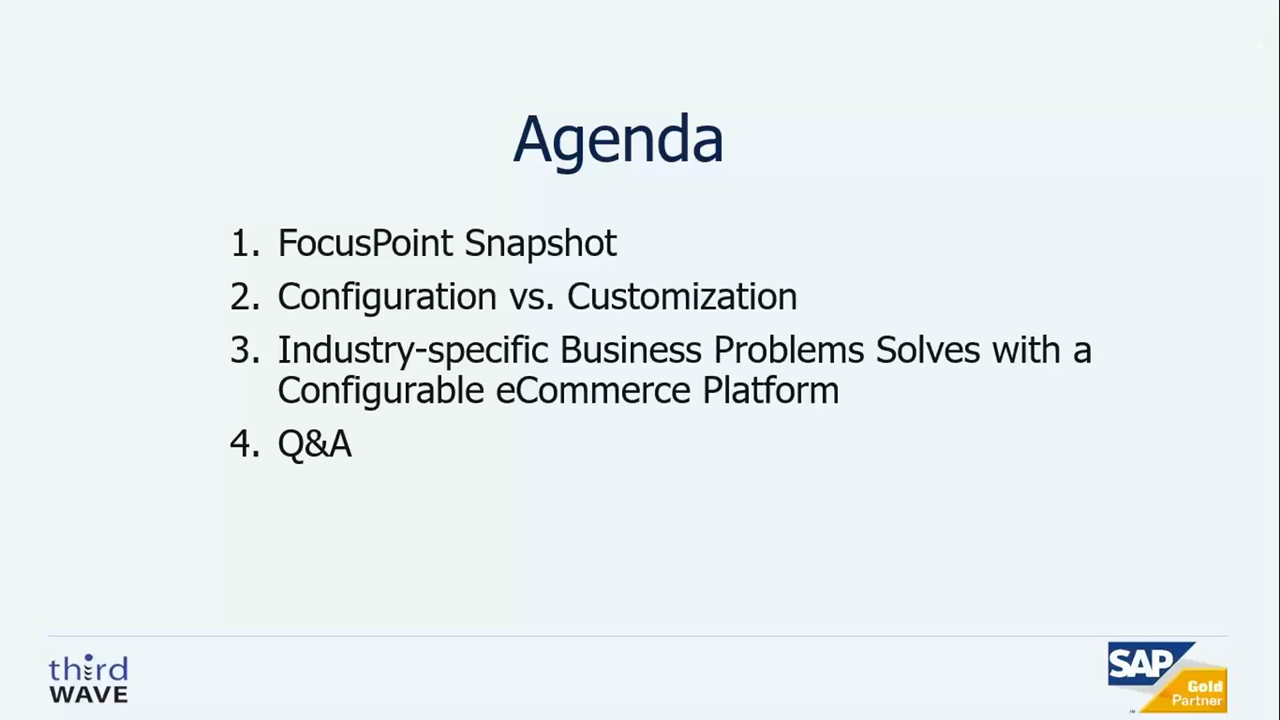 Agenda
1. FocusPoint Snapshot
2. Configuration vs. Customization
3. Industry-specific Business Problems Solves with a
Configurable eCommerce Platform
4. Q&A
third
WAVE
SAP
Gold
Partner